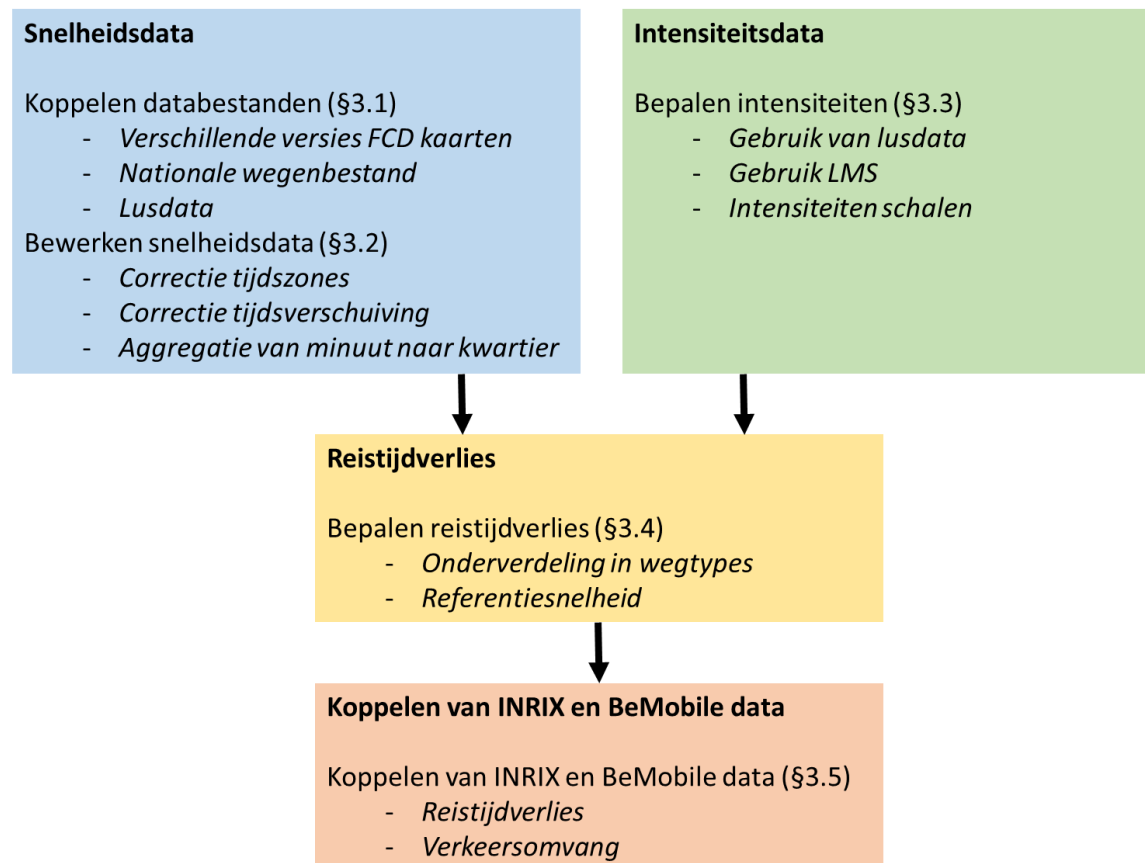 Snelheidsdata
Koppelen databestanden (§3.1)
- Verschillende versies FCD kaarten
- Nationale wegenbestand
- Lusdata
Bewerken snelheidsdata (§3.2)
- Correctie tijdszones
- Correctie tijdsverschuiving
- Aggregatie van minuut naar kwartier
Intensiteitsdata
Bepalen intensiteiten (§3.3)
- Gebruik van lusdata
- Gebruik LMS
- Intensiteiten schalen
Reistijdverlies
Bepalen reistijdverlies (§3.4)
- Onderverdeling in wegtypes
- Referentiesnelheid
Koppelen van INRIX en BeMobile data
Koppelen van INRIX en BeMobile data (§3.5)
- Reistijdverlies
- Verkeersomvang